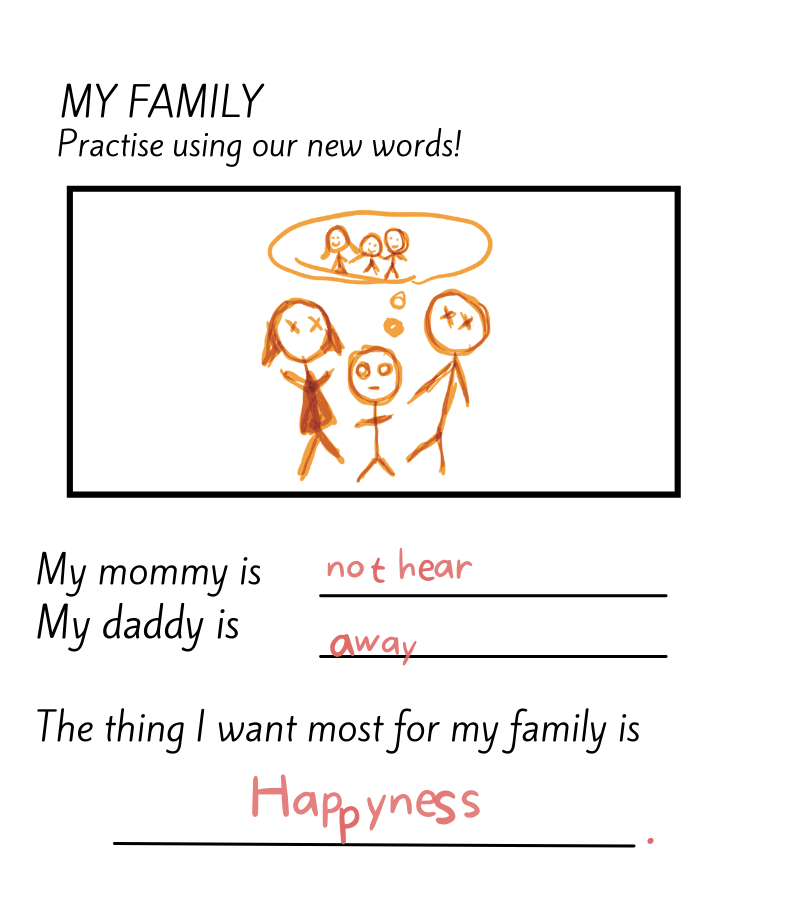 MY FAMILY
Practise using our new words!
My mommy is not hear
My daddy is away
The thing I want most for my family is
Happyness .